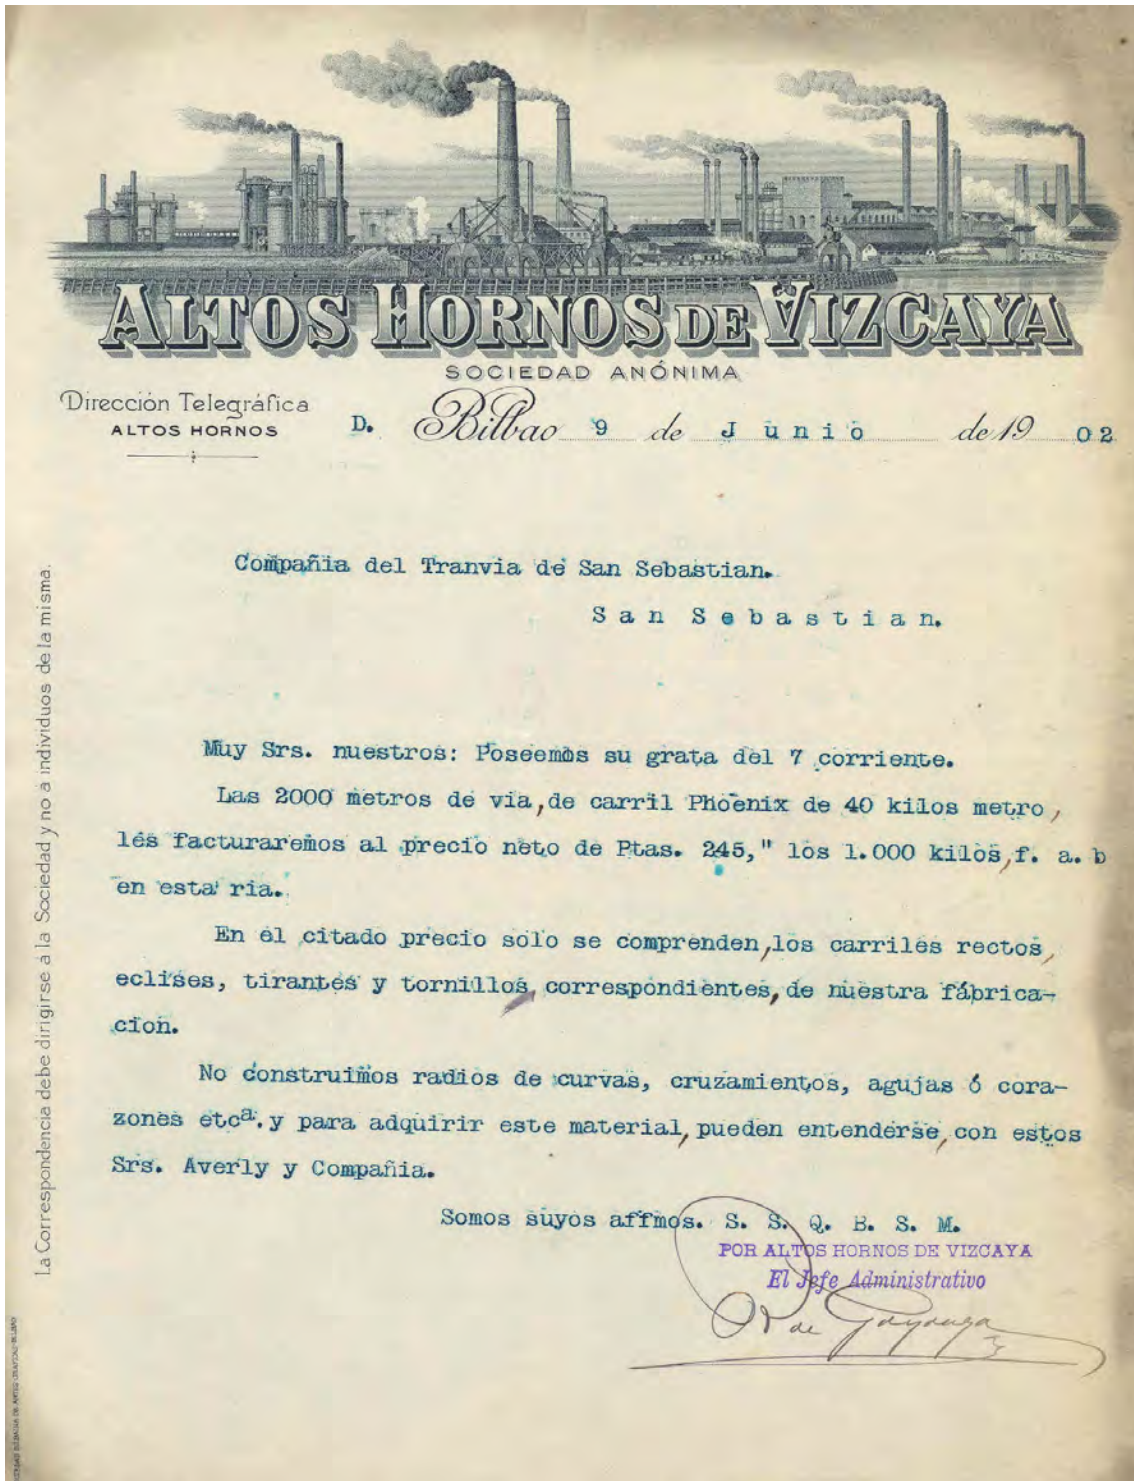 ALTOS HORNOS DE VIZCAYA
SOCIEDAD ANÓNIMA
Dirección Telegráfica
ALTOS HORNOS
D. Bilbao 9 de Junio de 1902
Compañia del Tranvia de San Sebastian.
San Sebastian.
Muy Srs. nuestros: Poseemos su grata del 7 corriente.
Las 2000 metros de via, de carril Phoenix de 40 kilos metro,
les facturaremos al precio neto de Ptas. 245," los 1.000 kilos, f. a. b
en esta ria.
En el citado precio solo se comprenden, los carriles rectos,
eclises, tirantes y tornillos, correspondientes, de nuestra fábrica-
cion.
No construimos radios de curvas, cruzamientos, agujas ó cora-
zones etcª. y para adquirir este material, pueden entenderse, con estos
Srs. Averly y Compañia.
Somos suyos affmos. S. S. Q. B. S. M.
POR ALTOS HORNOS DE VIZCAYA
El Jefe Administrativo
La Correspondencia debe dirigirse á la Sociedad y no á individuos de la misma.